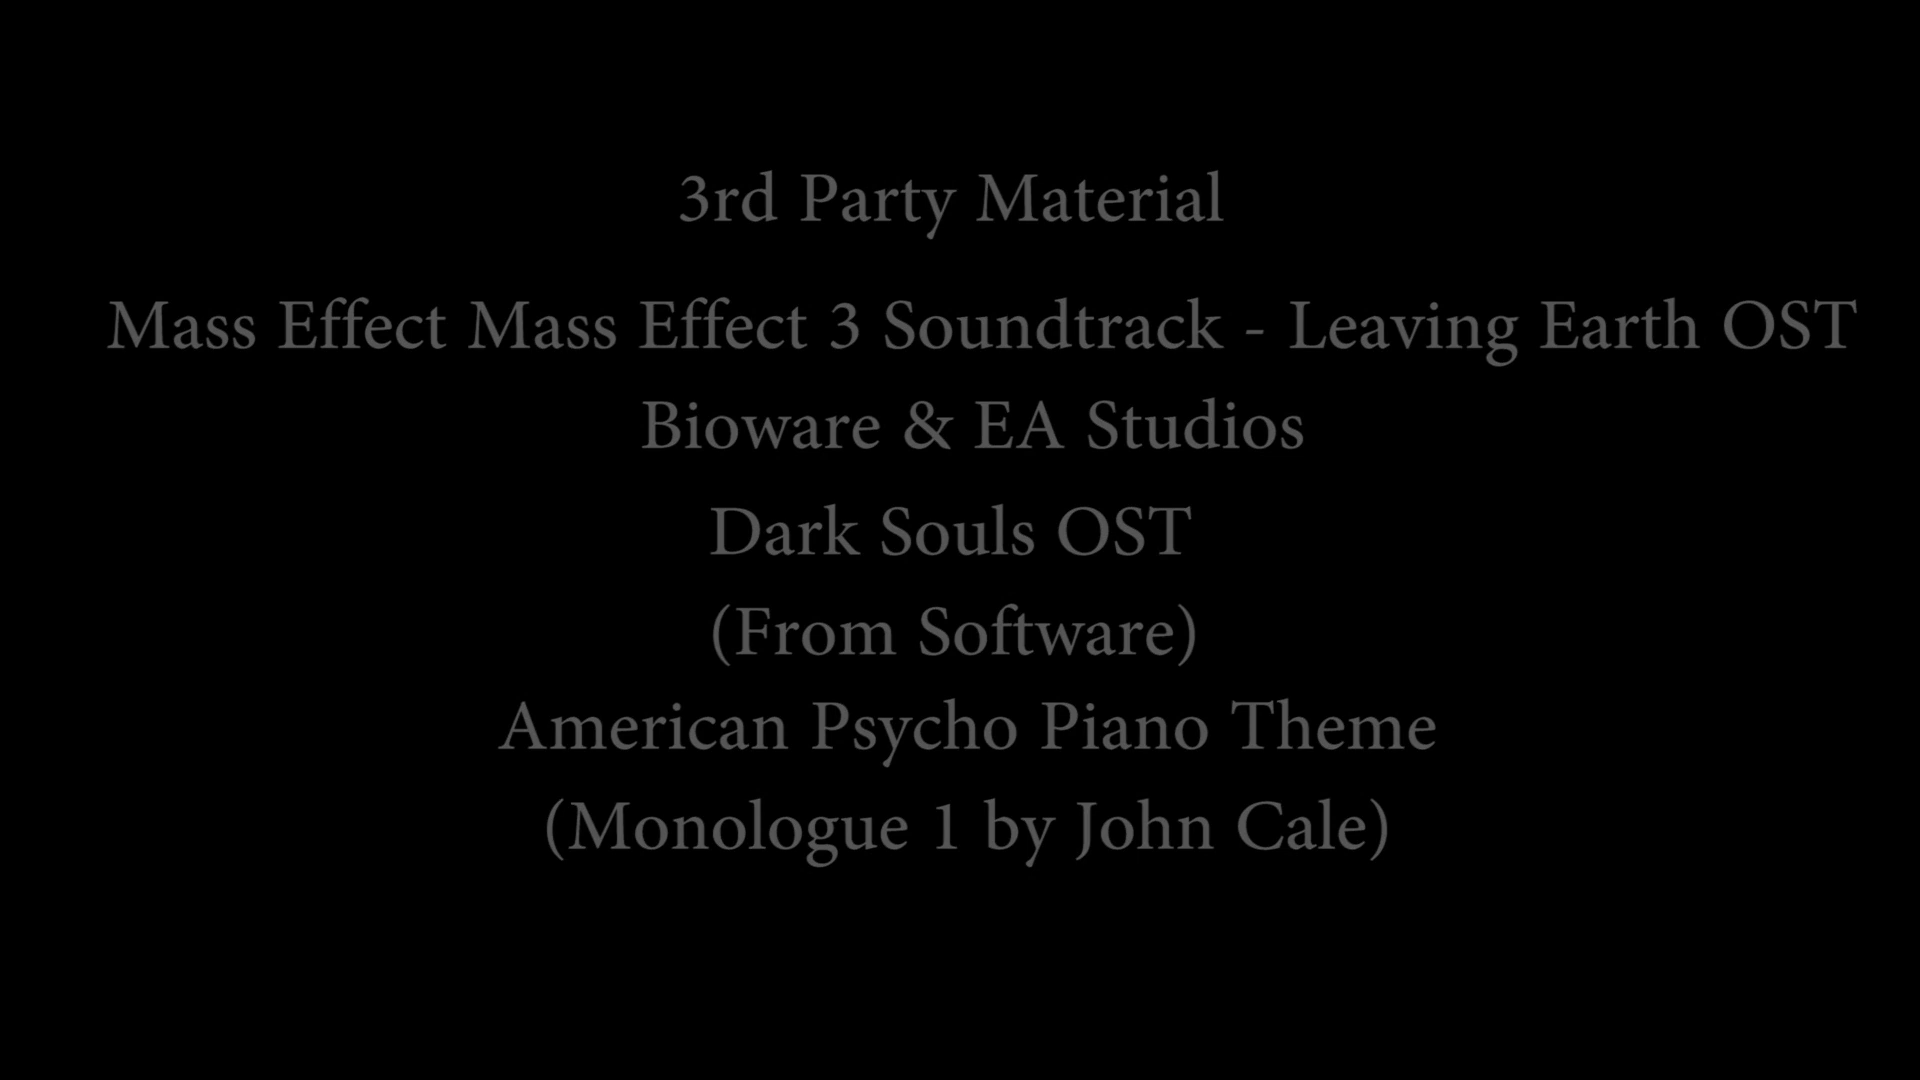 3rd Party Material
Mass Effect Mass Effect 3 Soundtrack - Leaving Earth OST
Bioware & EA Studios
Dark Souls OST
(From Software)
American Psycho Piano Theme
(Monologue 1 by John Cale)